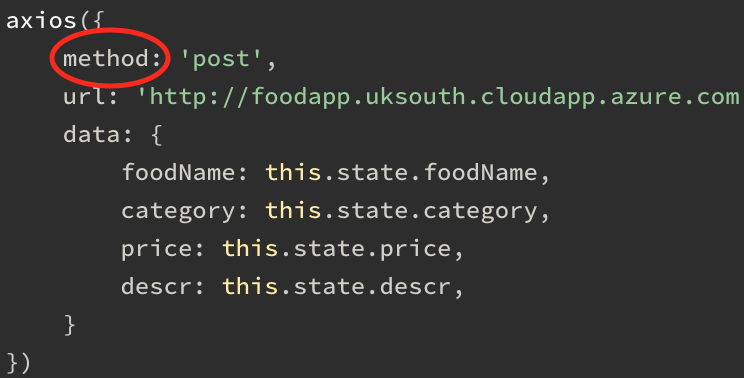 axios({
    method: 'post',
    url: 'http://foodapp.uksouth.cloudapp.azure.com
    data: {
        foodName: this.state.foodName,
        category: this.state.category,
        price: this.state.price,
        descr: this.state.descr,
    }
})